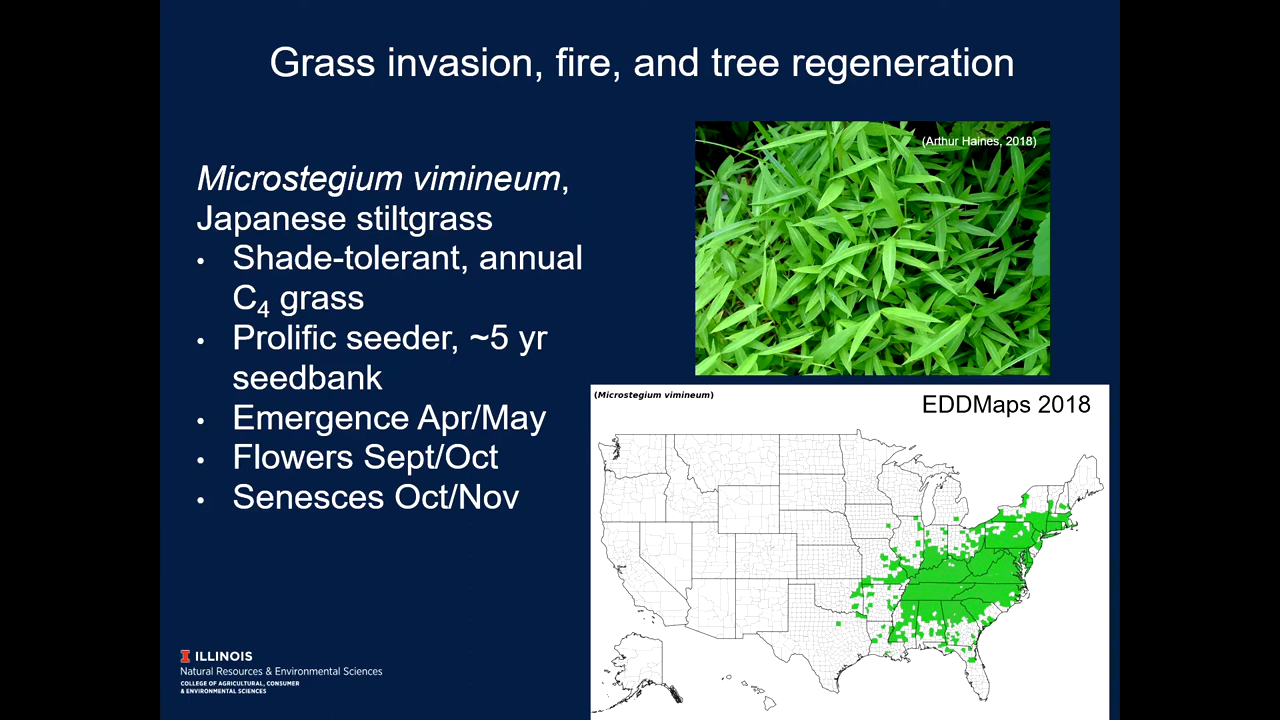 Grass invasion, fire, and tree regeneration
(Arthur Haines, 2018)
Microstegium vimineum,
Japanese stiltgrass
• Shade-tolerant, annual
C₄ grass
• Prolific seeder, ~5 yr
seedbank
• Emergence Apr/May
• Flowers Sept/Oct
• Senesces Oct/Nov
(Microstegium vimineum)
EDDMapS 2018
I ILLINOIS
Natural Resources & Environmental Sciences
COLLEGE OF AGRICULTURAL, CONSUMER
& ENVIRONMENTAL SCIENCES